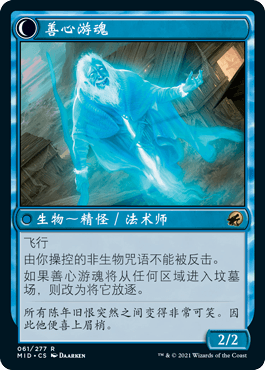 善心游魂
生物～精怪／法术师
飞行
由你操控的非生物咒语不能被反击。
如果善心游魂将从任何区域进入坟墓
场，则改为将它放逐。
所有陈年旧恨突然之间变得非常可笑。因
此他便喜上眉梢。
2/2
061/277 R
MID • CS DAARKEN
™ & © 2021 Wizards of the Coast